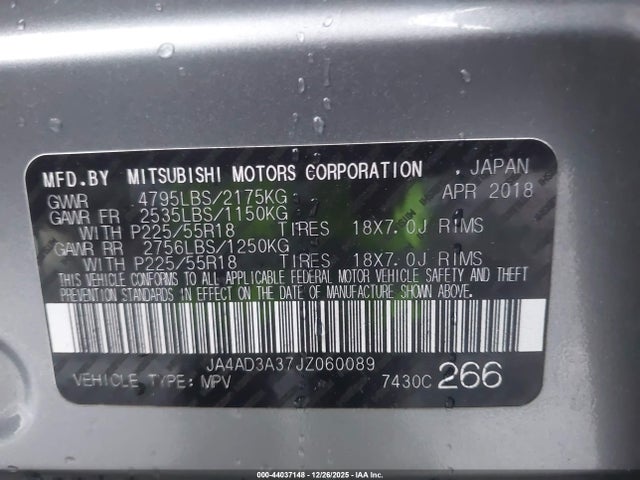 MFD.BY MITSUBISHI MOTORS CORPORATION , JAPAN
GVWR 4795LBS/2175KG APR 2018
GAWR FR 2535LBS/1150KG
WITH P225/55R18 TIRES 18X7.0J RIMS
GAWR RR 2756LBS/1250KG
WITH P225/55R18 TIRES 18X7.0J RIMS
THIS VEHICLE CONFORMS TO ALL APPLICABLE FEDERAL MOTOR VEHICLE SAFETY AND THEFT
PREVENTION STANDARDS IN EFFECT ON THE DATE OF MANUFACTURE SHOWN ABOVE.
JA4AD3A37JZ060089
VEHICLE TYPE: MPV 7430C 266
000-44037148 - 12/26/2025 - IAA Inc.